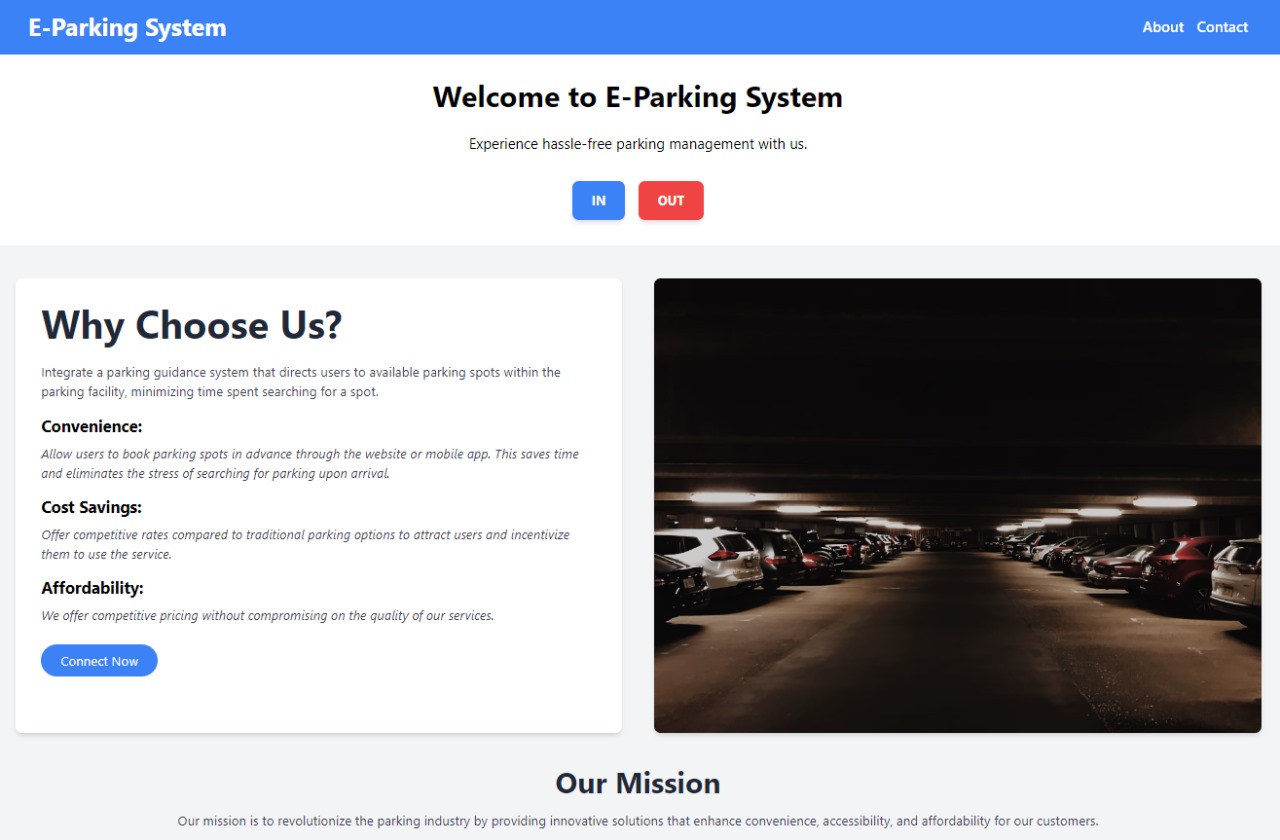 E-Parking System
About Contact
Welcome to E-Parking System
Experience hassle-free parking management with us.
IN OUT
Why Choose Us?
Integrate a parking guidance system that directs users to available parking spots within the
parking facility, minimizing time spent searching for a spot.
Convenience:
Allow users to book parking spots in advance through the website or mobile app. This saves time
and eliminates the stress of searching for parking upon arrival.
Cost Savings:
Offer competitive rates compared to traditional parking options to attract users and incentivize
them to use the service.
Affordability:
We offer competitive pricing without compromising on the quality of our services.
Connect Now
Our Mission
Our mission is to revolutionize the parking industry by providing innovative solutions that enhance convenience, accessibility, and affordability for our customers.